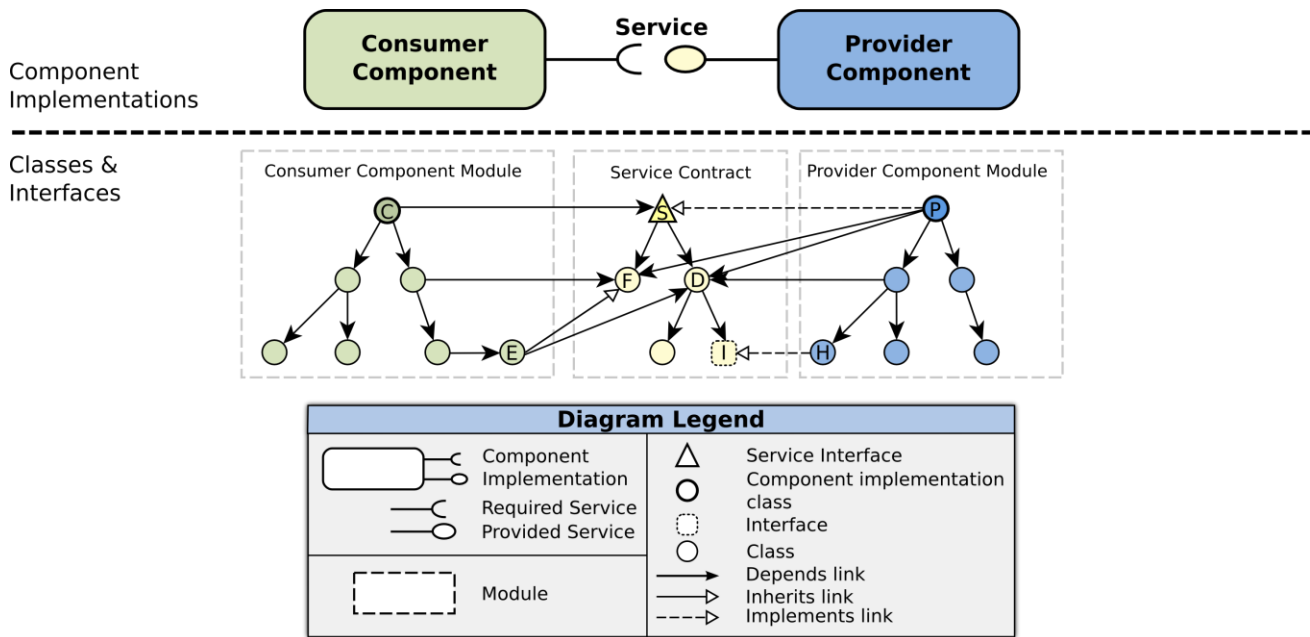 Consumer
Component
Service
Provider
Component
Component
Implementations
Classes &
Interfaces
Consumer Component Module
Service Contract
Provider Component Module
C
S
P
F
D
E
I
H
Diagram Legend
Component
Implementation
Required Service
Provided Service
Module
Service Interface
Component implementation
class
Interface
Class
Depends link
Inherits link
Implements link